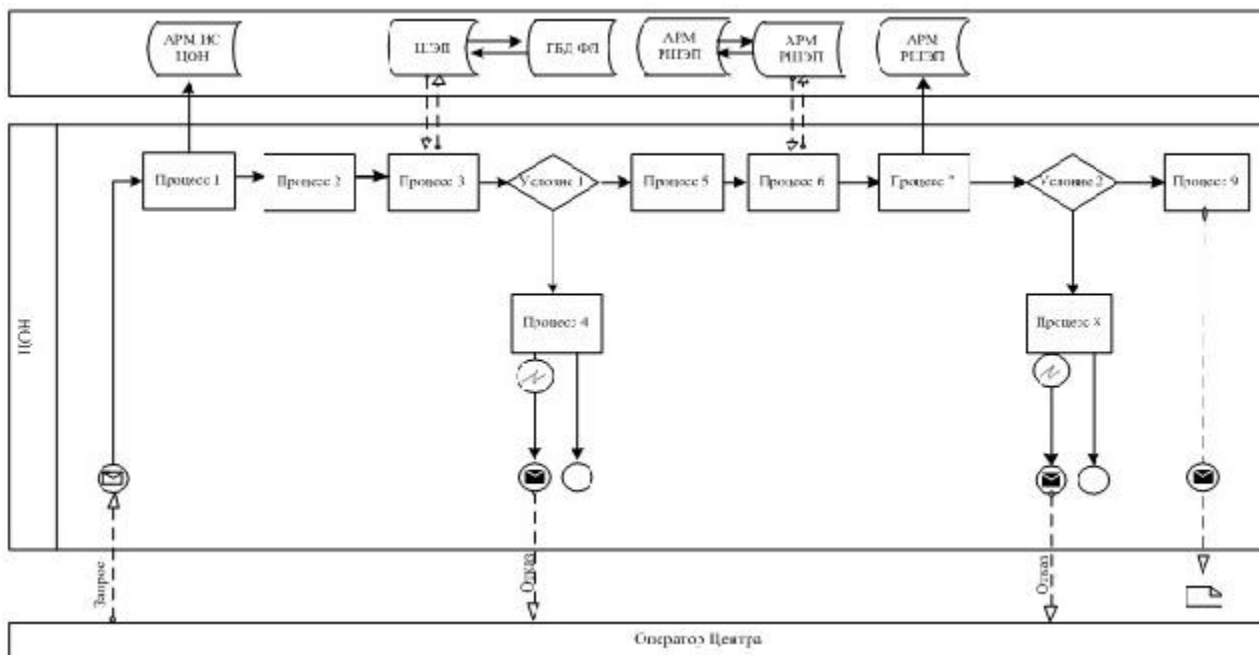 АРМ ИС
ЦОН
ШЭП
ГБД ФЛ
АРМ
РШЭП
АРМ
РШЭП
АРМ
РШЭП
Процесс 1
Процесс 2
Процесс 3
Условие 1
Процесс 5
Процесс 6
Процесс 7
Условие 2
Процесс 9
Процесс 4
Процесс 8
ЦОН
Запрос
Отказ
Отказ
Оператор Центра